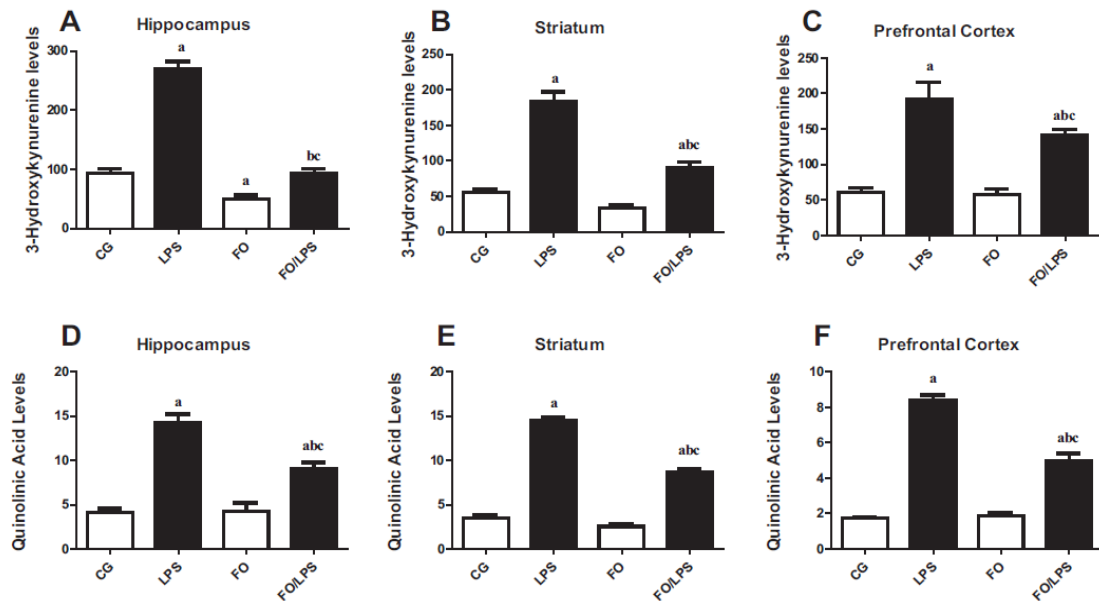 A
Hippocampus
3-Hydroxykynurenine levels
300
200
100
0
a
a
bc
CG
LPS
FO
FO/LPS
B
Striatum
3-Hydroxykynurenine levels
250
200
150
100
50
0
a
abc
CG
LPS
FO
FO/LPS
C
Prefrontal Cortex
3-Hydroxykynurenine levels
250
200
150
100
50
0
a
abc
CG
LPS
FO
FO/LPS
D
Hippocampus
Quinolinic Acid Levels
20
15
10
5
0
a
abc
CG
LPS
FO
FO/LPS
E
Striatum
Quinolinic Acid Levels
20
15
10
5
0
a
abc
CG
LPS
FO
FO/LPS
F
Prefrontal Cortex
Quinolinic Acid Levels
10
8
6
4
2
0
a
abc
CG
LPS
FO
FO/LPS